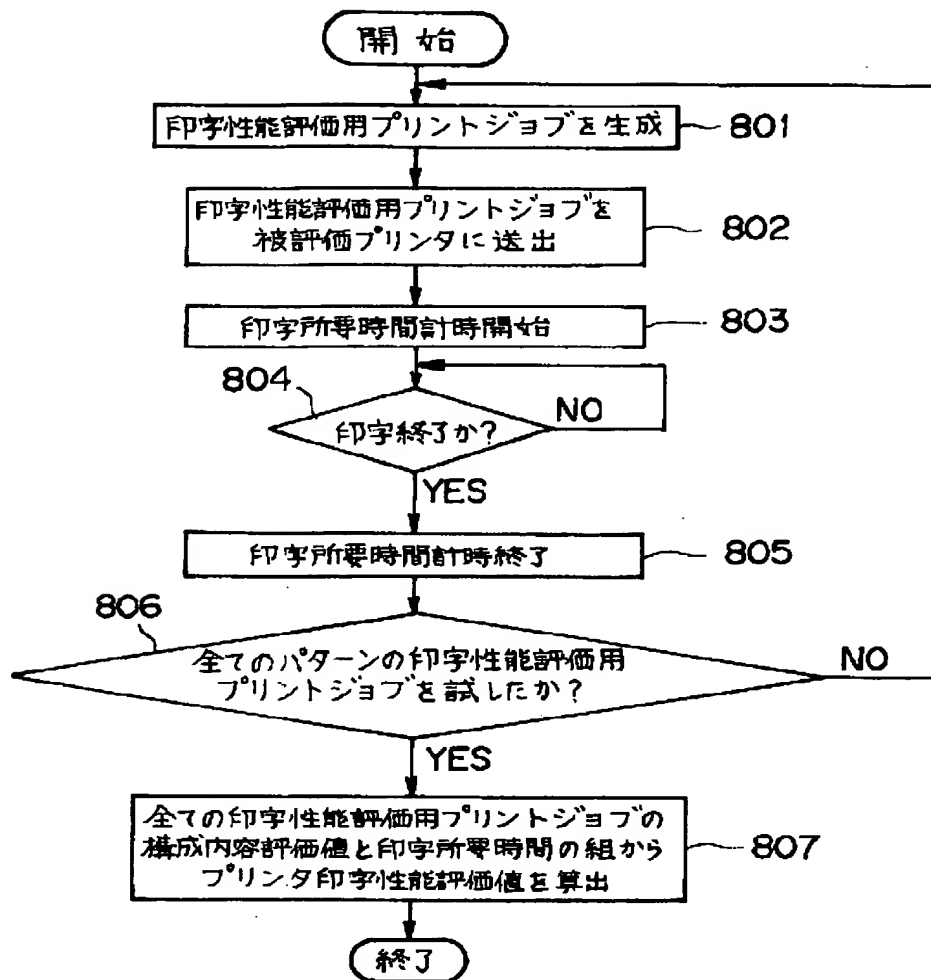 開始
印字性能評価用プリントジョブを生成
801
印字性能評価用プリントジョブを
被評価プリンタに送出
802
印字所要時間計時開始
803
804
印字終了か?
NO
YES
印字所要時間計時終了
805
806
全てのパターンの印字性能評価用
プリントジョブを試したか?
NO
YES
全ての印字性能評価用プリントジョブの
構成内容評価値と印字所要時間の組から
プリンタ印字性能評価値を算出
807
終了